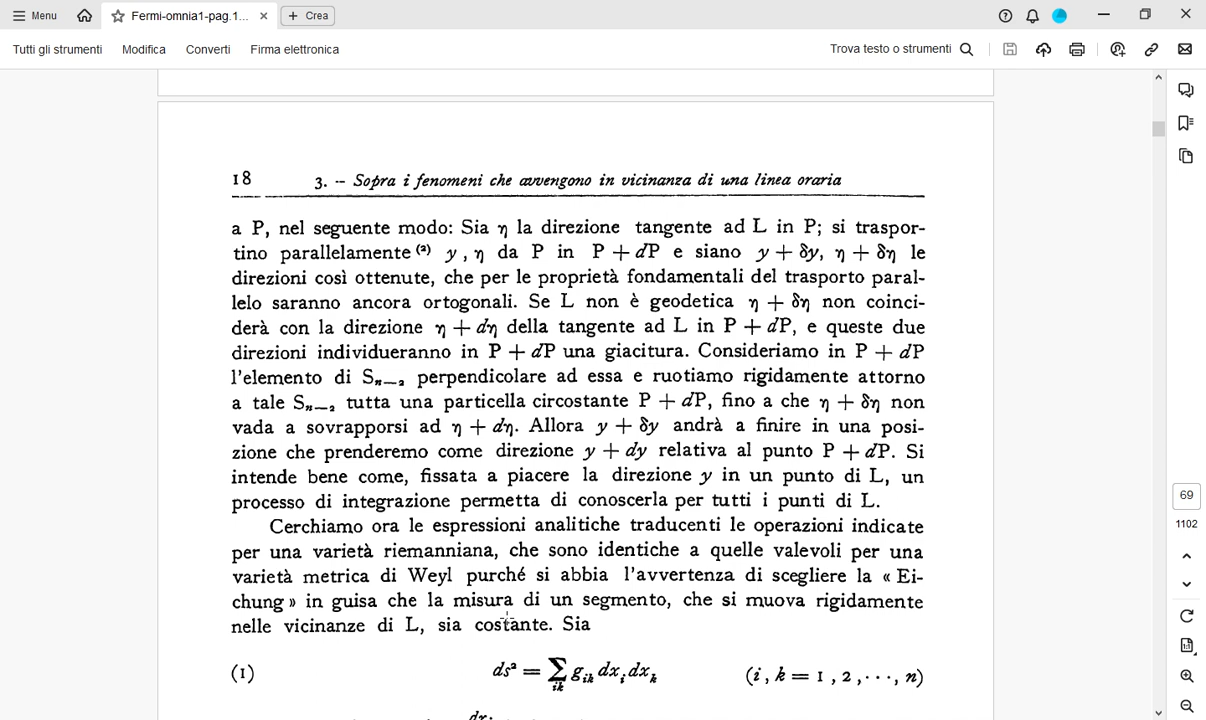 Menu
Fermi-omnia1-pag.1...
Crea
Tutti gli strumenti Modifica Converti Firma elettronica
Trova testo o strumenti
18 3. -- Sopra i fenomeni che avvengono in vicinanza di una linea oraria
a P, nel seguente modo: Sia η la direzione tangente ad L in P; si traspor-
tino parallelamente (²) y , η da P in P + dP e siano y + δy, η + δη le
direzioni così ottenute, che per le proprietà fondamentali del trasporto paral-
lelo saranno ancora ortogonali. Se L non è geodetica η + δη non coinci-
derà con la direzione η + dη della tangente ad L in P + dP, e queste due
direzioni individueranno in P + dP una giacitura. Consideriamo in P + dP
l'elemento di Sₙ₋₂ perpendicolare ad essa e ruotiamo rigidamente attorno
a tale Sₙ₋₂ tutta una particella circostante P + dP, fino a che η + δη non
vada a sovrapporsi ad η + dη. Allora y + δy andrà a finire in una posi-
zione che prenderemo come direzione y + dy relativa al punto P + dP. Si
intende bene come, fissata a piacere la direzione y in un punto di L, un
processo di integrazione permetta di conoscerla per tutti i punti di L.
Cerchiamo ora le espressioni analitiche traducenti le operazioni indicate
per una varietà riemanniana, che sono identiche a quelle valevoli per una
varietà metrica di Weyl purché si abbia l'avvertenza di scegliere la « Ei-
chung » in guisa che la misura di un segmento, che si muova rigidamente
nelle vicinanze di L, sia costante. Sia
(1) ds² = ∑ᵢₖ gᵢₖ dxᵢ dxₖ (i , k = 1 , 2 , · · · , n)
69
1102